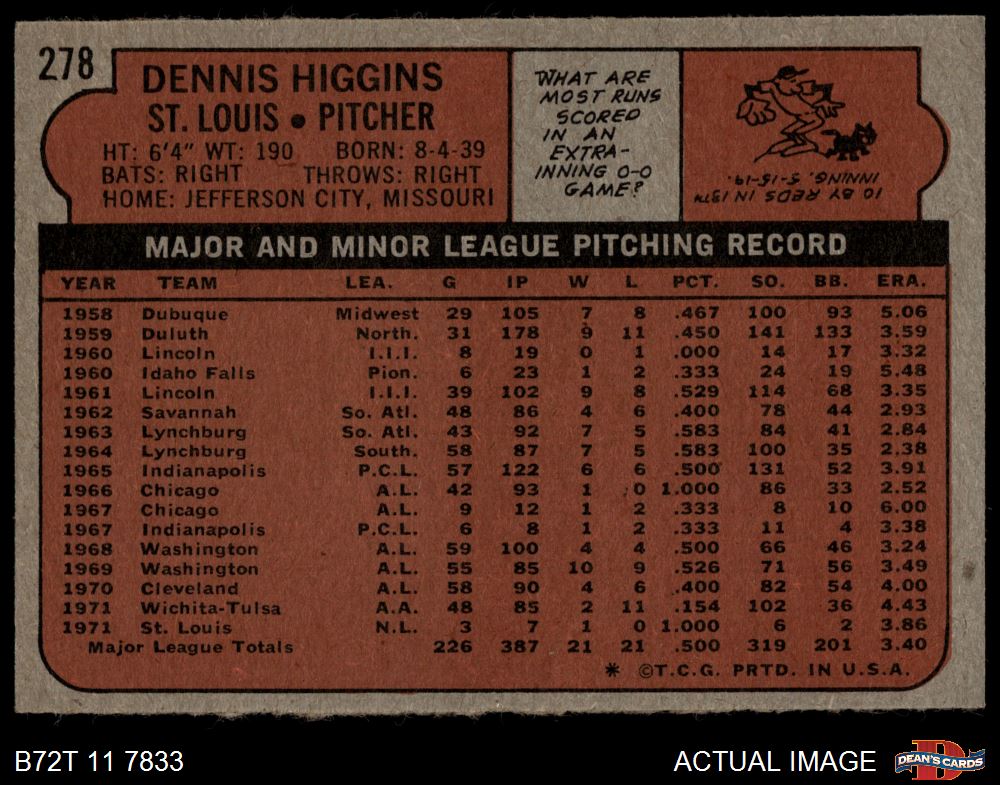 278
DENNIS HIGGINS
ST. LOUIS • PITCHER
HT: 6'4" WT: 190 BORN: 8-4-39
BATS: RIGHT THROWS: RIGHT
HOME: JEFFERSON CITY, MISSOURI
WHAT ARE
MOST RUNS
SCORED
IN AN
EXTRA-
INNING 0-0
GAME?
10 BY REDS IN 13TH
INNING, 5-15-19.
MAJOR AND MINOR LEAGUE PITCHING RECORD
YEAR TEAM LEA. G IP W L PCT. SO. BB. ERA.
1958 Dubuque Midwest 29 105 7 8 .467 100 93 5.06
1959 Duluth North. 31 178 9 11 .450 141 133 3.59
1960 Lincoln I.I.I. 8 19 0 1 .000 14 17 3.32
1960 Idaho Falls Pion. 6 23 1 2 .333 24 19 5.48
1961 Lincoln I.I.I. 39 102 9 8 .529 114 68 3.35
1962 Savannah So. Atl. 48 86 4 6 .400 78 44 2.93
1963 Lynchburg So. Atl. 43 92 7 5 .583 84 41 2.84
1964 Lynchburg South. 58 87 7 5 .583 100 35 2.38
1965 Indianapolis P.C.L. 57 122 6 6 .500 131 52 3.91
1966 Chicago A.L. 42 93 1 0 1.000 86 33 2.52
1967 Chicago A.L. 9 12 1 2 .333 8 10 6.00
1967 Indianapolis P.C.L. 6 8 1 2 .333 11 4 3.38
1968 Washington A.L. 59 100 4 4 .500 66 46 3.24
1969 Washington A.L. 55 85 10 9 .526 71 56 3.49
1970 Cleveland A.L. 58 90 4 6 .400 82 54 4.00
1971 Wichita-Tulsa A.A. 48 85 2 11 .154 102 36 4.43
1971 St. Louis N.L. 3 7 1 0 1.000 6 2 3.86
Major League Totals 226 387 21 21 .500 319 201 3.40
* ©T.C.G. PRTD. IN U.S.A.
B72T 11 7833
ACTUAL IMAGE
D
DEAN'S CARDS